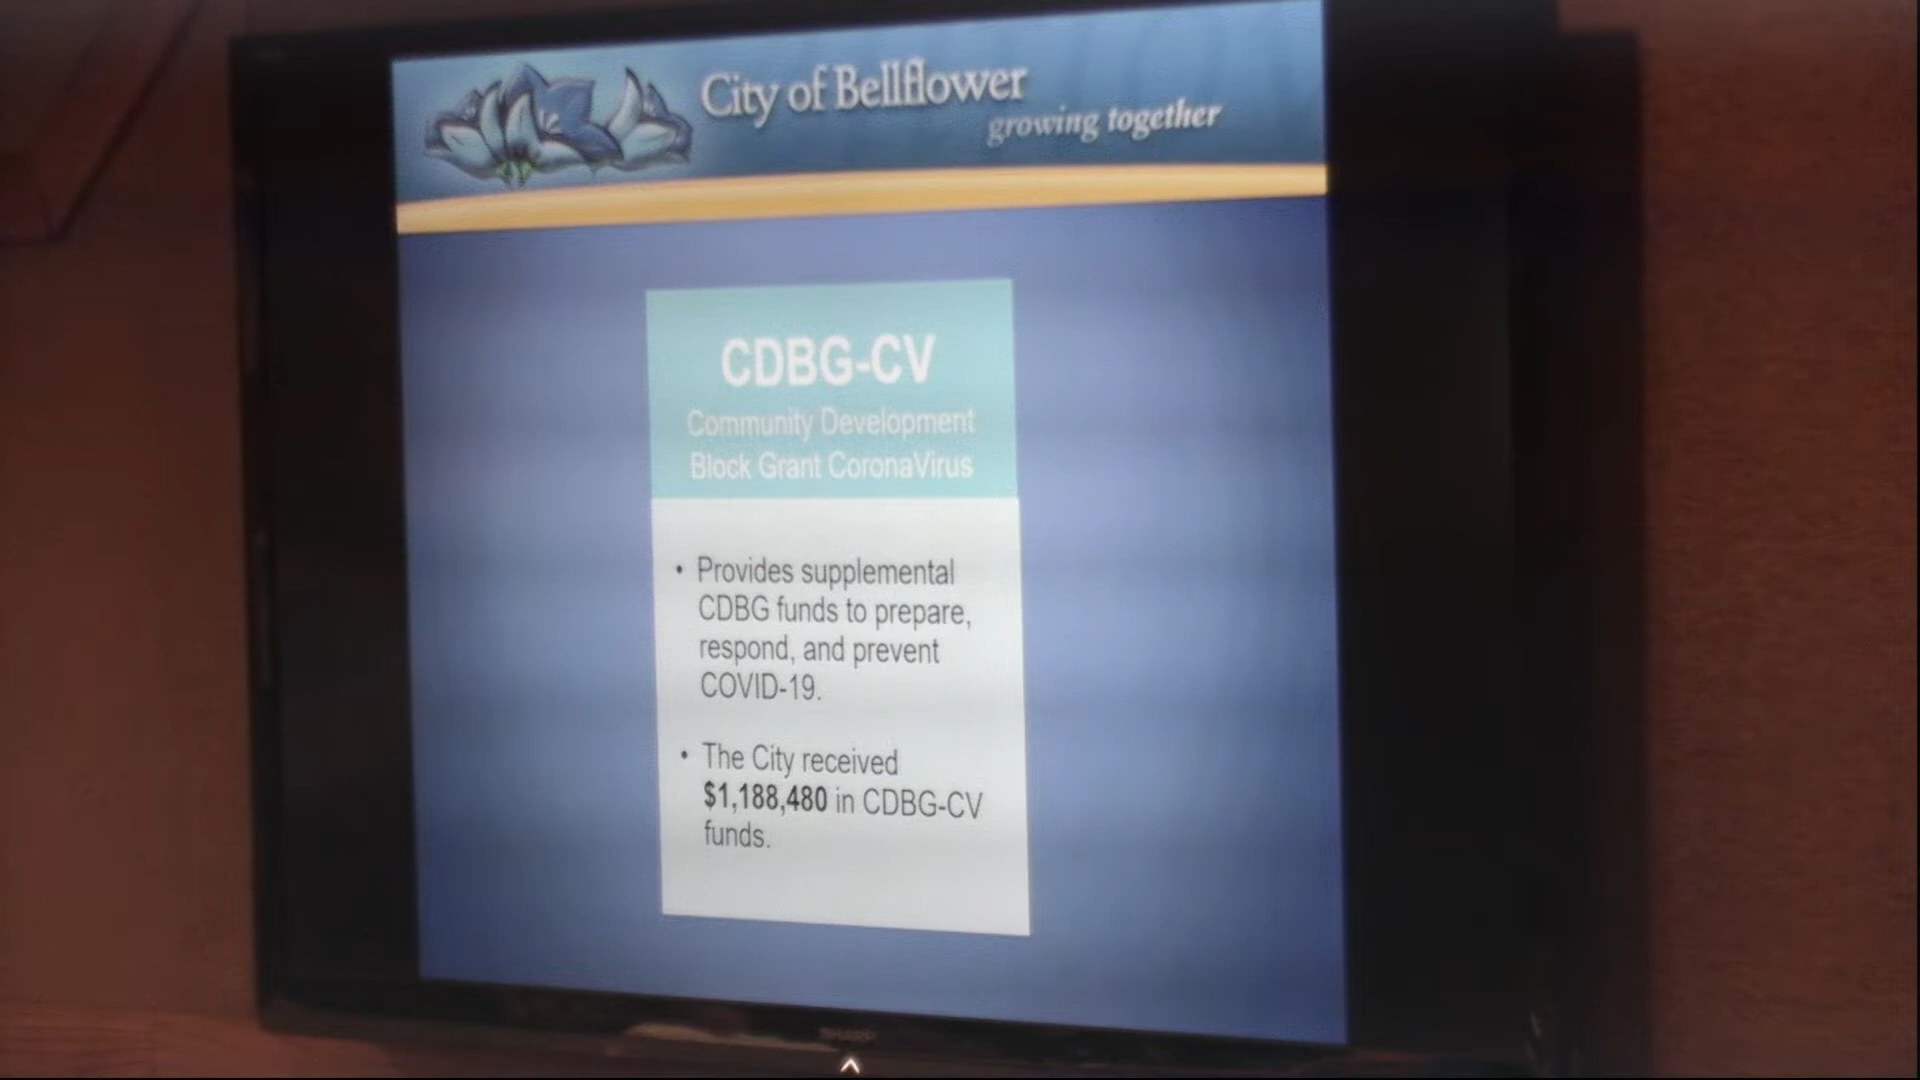 City of Bellflower
growing together
CDBG-CV
Community Development
Block Grant CoronaVirus
• Provides supplemental
CDBG funds to prepare,
respond, and prevent
COVID-19.
• The City received
$1,188,480 in CDBG-CV
funds.
SHARP